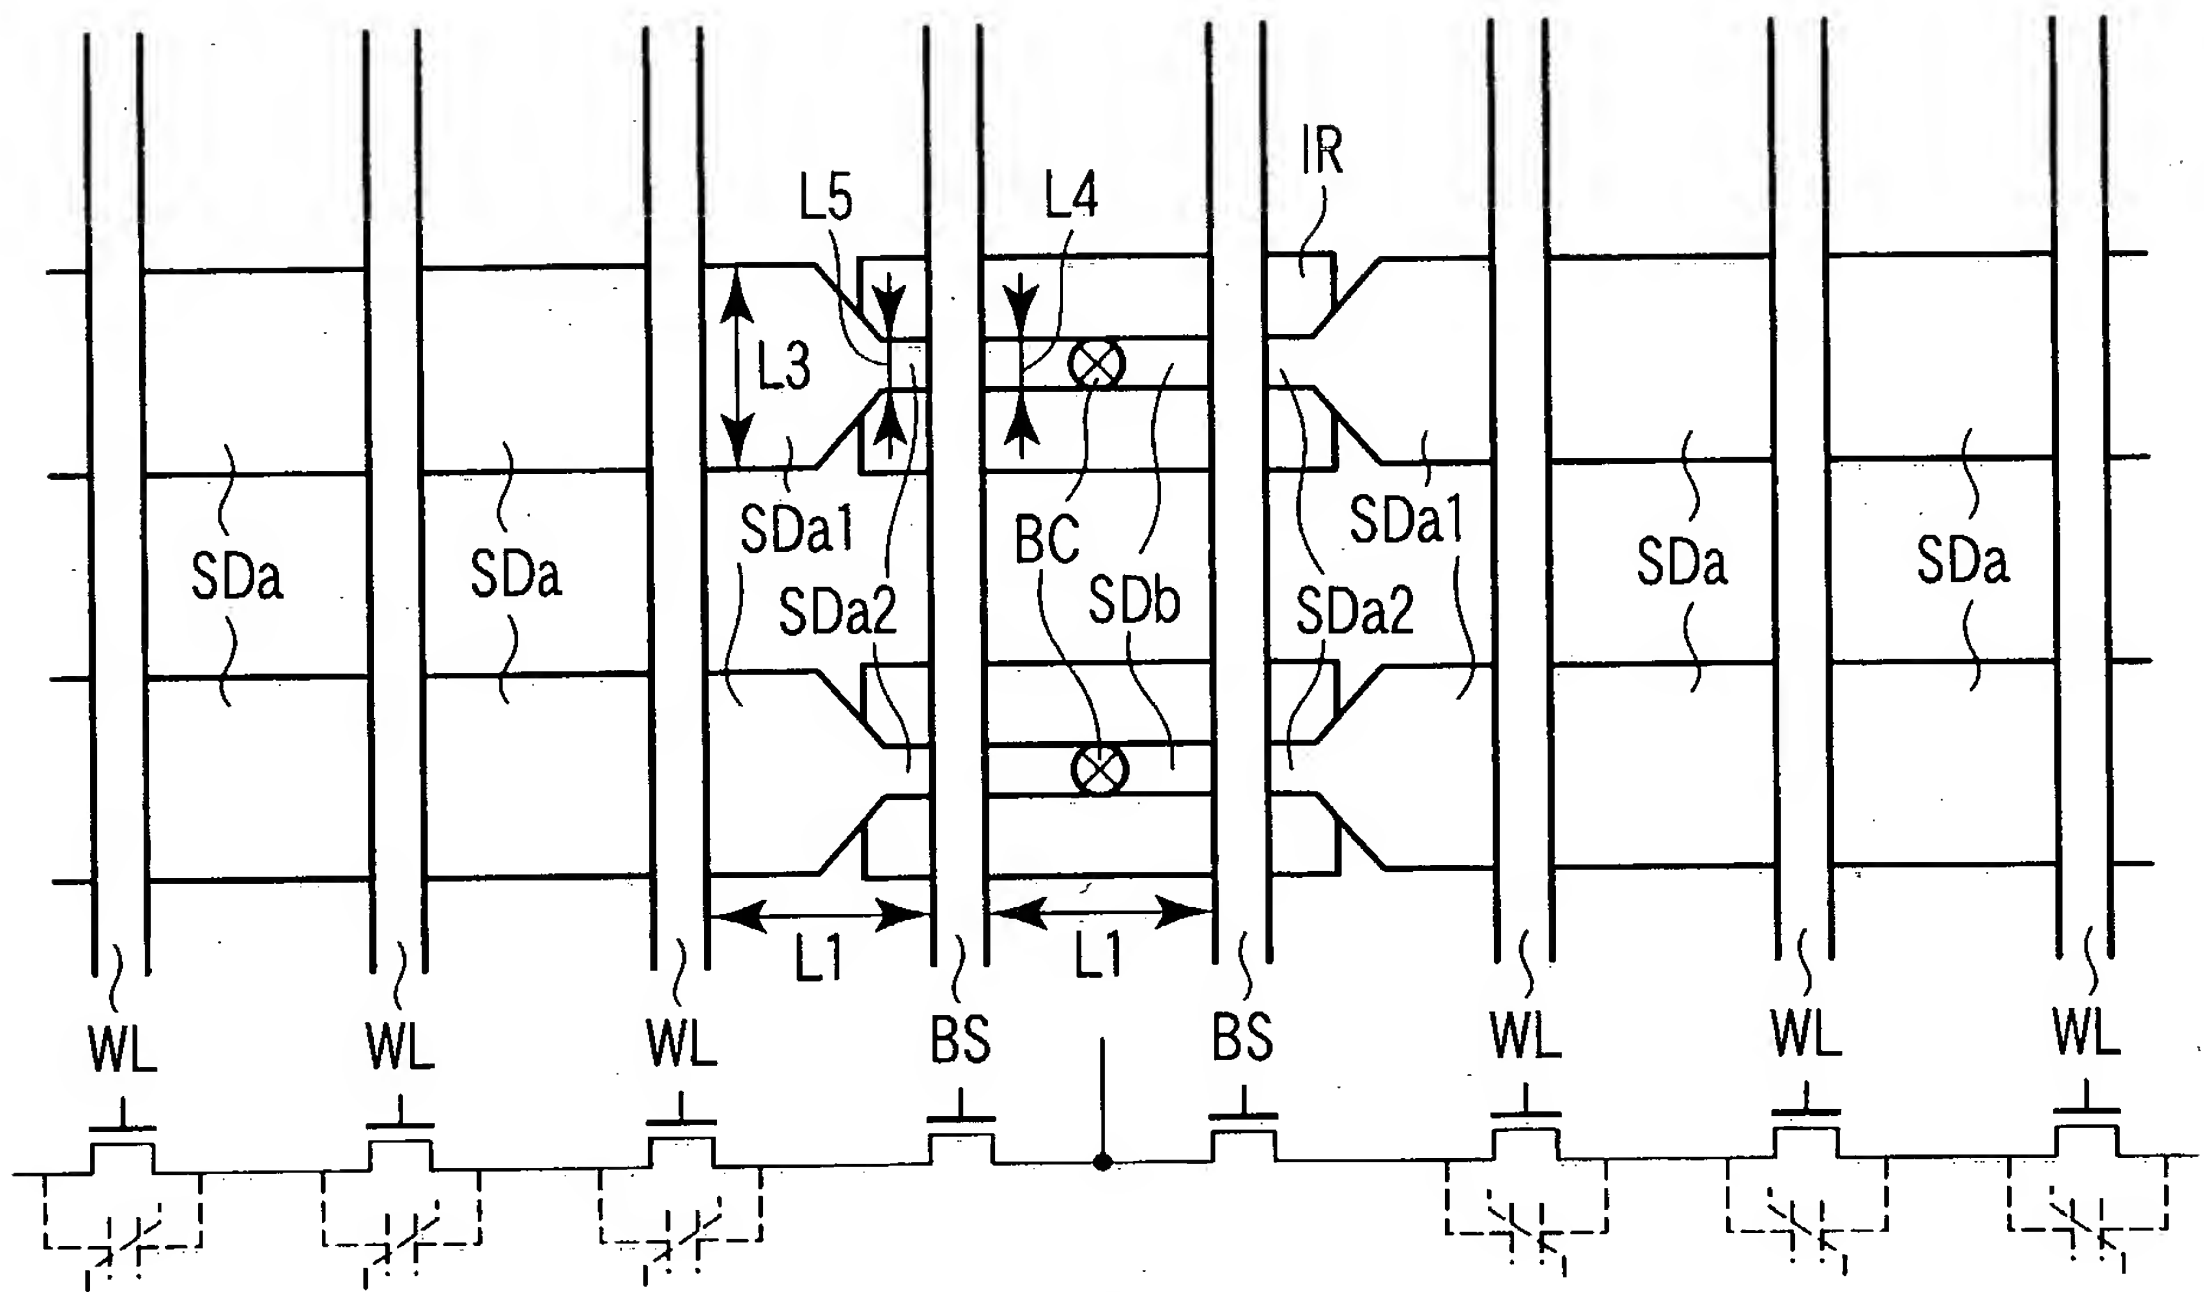 IR
L5 L4
L3
SDa1 BC SDa1
SDa SDa SDa2 SDb SDa2 SDa SDa
L1 L1
WL WL WL BS BS WL WL WL